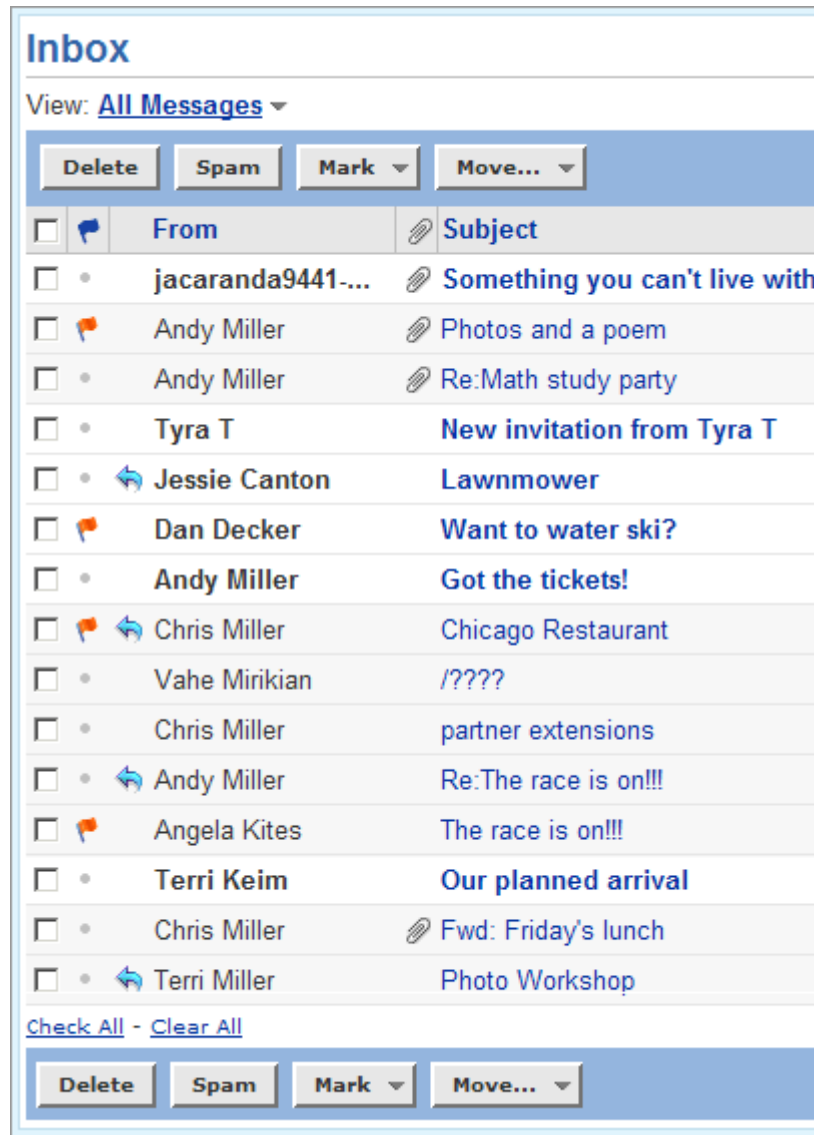 Inbox
View: All Messages
Delete Spam Mark Move...
From Subject
jacaranda9441-... Something you can't live with
Andy Miller Photos and a poem
Andy Miller Re:Math study party
Tyra T New invitation from Tyra T
Jessie Canton Lawnmower
Dan Decker Want to water ski?
Andy Miller Got the tickets!
Chris Miller Chicago Restaurant
Vahe Mirikian /????
Chris Miller partner extensions
Andy Miller Re:The race is on!!!
Angela Kites The race is on!!!
Terri Keim Our planned arrival
Chris Miller Fwd: Friday's lunch
Terri Miller Photo Workshop
Check All - Clear All
Delete Spam Mark Move...